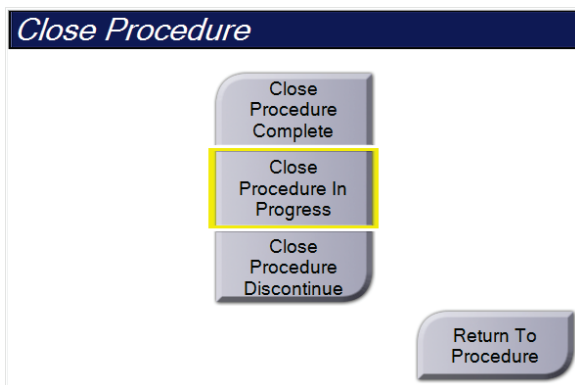 Close Procedure
Close
Procedure
Complete
Close
Procedure In
Progress
Close
Procedure
Discontinue
Return To
Procedure